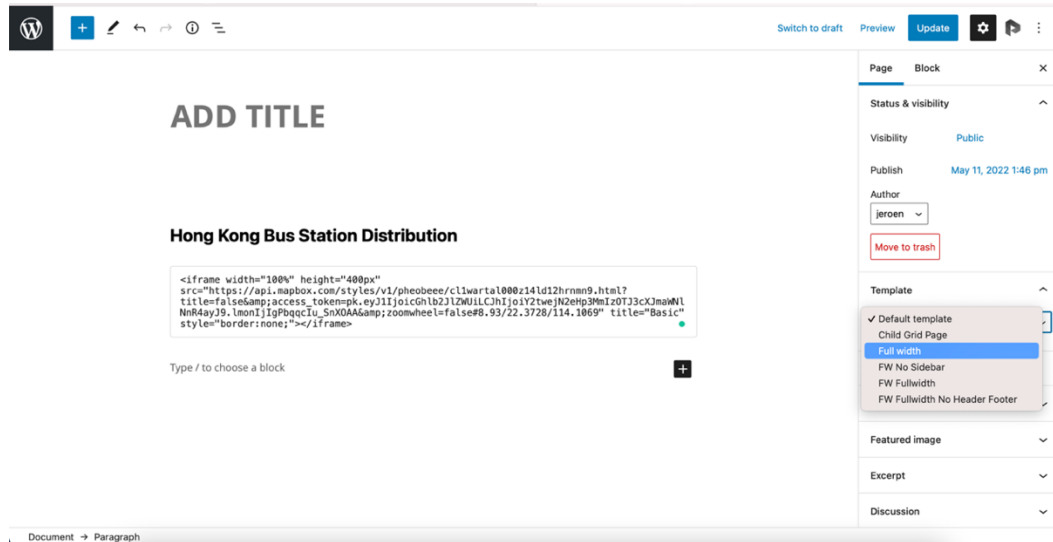 Switch to draft Preview Update
Page Block
ADD TITLE
Status & visibility
Visibility Public
Publish May 11, 2022 1:46 pm
Author
jeroen
Move to trash
Hong Kong Bus Station Distribution
<iframe width="100%" height="400px"
src="https://api.mapbox.com/styles/v1/pheobeee/cl1wartal000z14ld12hrnmn9.html?
title=false&amp;access_token=pk.eyJ1IjoicGhlb2JlZWUiLCJhIjoiY2twejN2eHp3MmIzOTJ3cXJmaWNl
NnR4ayJ9.lmonIjIgPbqqcIu_SnXOAA&amp;zoomwheel=false#8.93/22.3728/114.1069" title="Basic"
style="border:none;"></iframe>
Type / to choose a block
Template
Default template
Child Grid Page
Full width
FW No Sidebar
FW Fullwidth
FW Fullwidth No Header Footer
Featured image
Excerpt
Discussion
Document → Paragraph